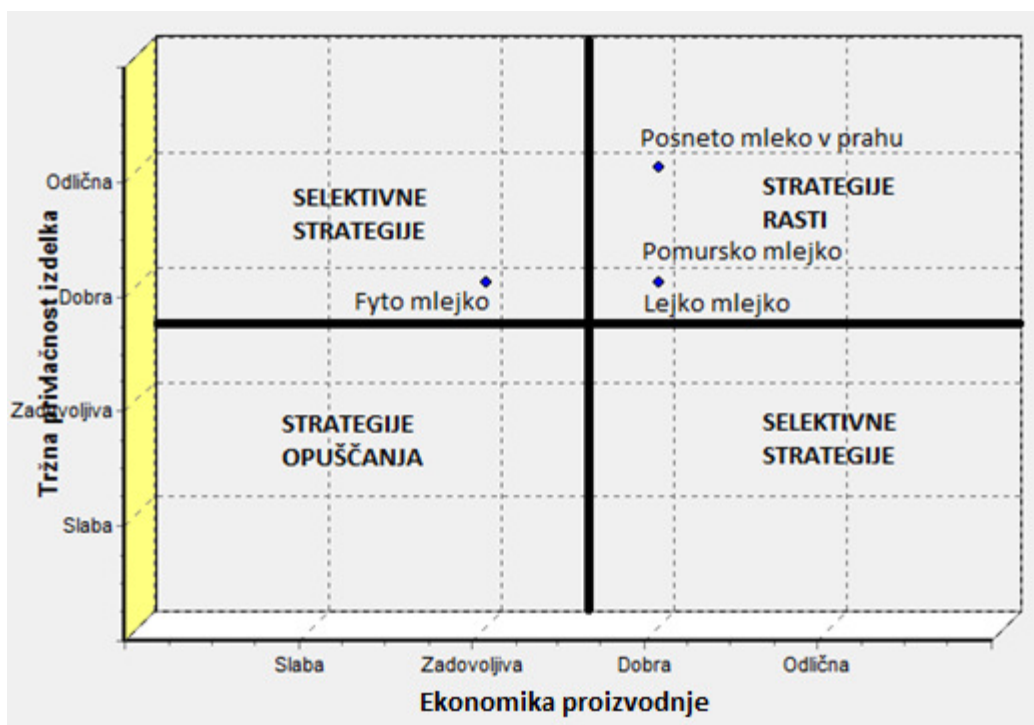 Posneto mleko v prahu
Odlična
SELEKTIVNE
STRATEGIJE
STRATEGIJE
RASTI
Pomursko mlejko
Dobra
Fyto mlejko
Lejko mlejko
Tržna privlačnost izdelka
Zadovoljiva
STRATEGIJE
OPUŠČANJA
SELEKTIVNE
STRATEGIJE
Slaba
Slaba
Zadovoljiva
Dobra
Odlična
Ekonomika proizvodnje